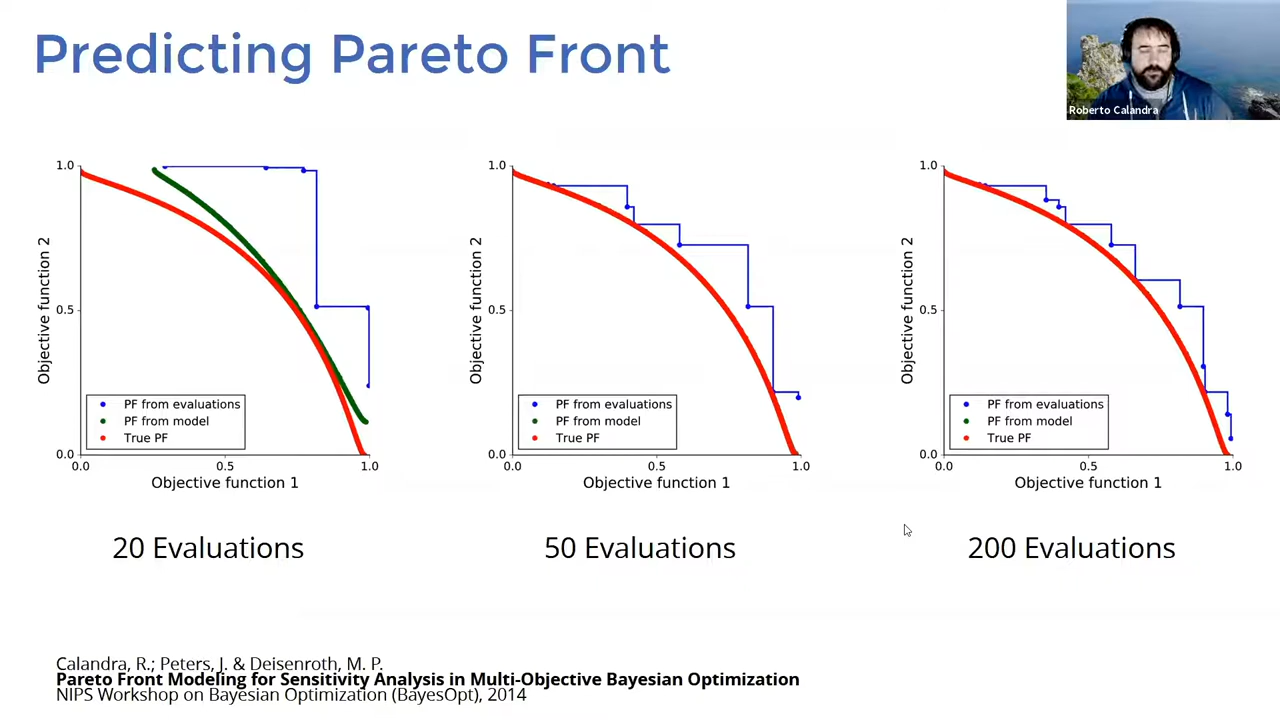 Predicting Pareto Front
Roberto Calandra
1.0
0.5
0.0
0.0
0.5
1.0
Objective function 2
Objective function 1
PF from evaluations
PF from model
True PF
20 Evaluations
1.0
0.5
0.0
0.0
0.5
1.0
Objective function 2
Objective function 1
PF from evaluations
PF from model
True PF
50 Evaluations
1.0
0.5
0.0
0.0
0.5
1.0
Objective function 2
Objective function 1
PF from evaluations
PF from model
True PF
200 Evaluations
Calandra, R.; Peters, J. & Deisenroth, M. P.
Pareto Front Modeling for Sensitivity Analysis in Multi-Objective Bayesian Optimization
NIPS Workshop on Bayesian Optimization (BayesOpt), 2014